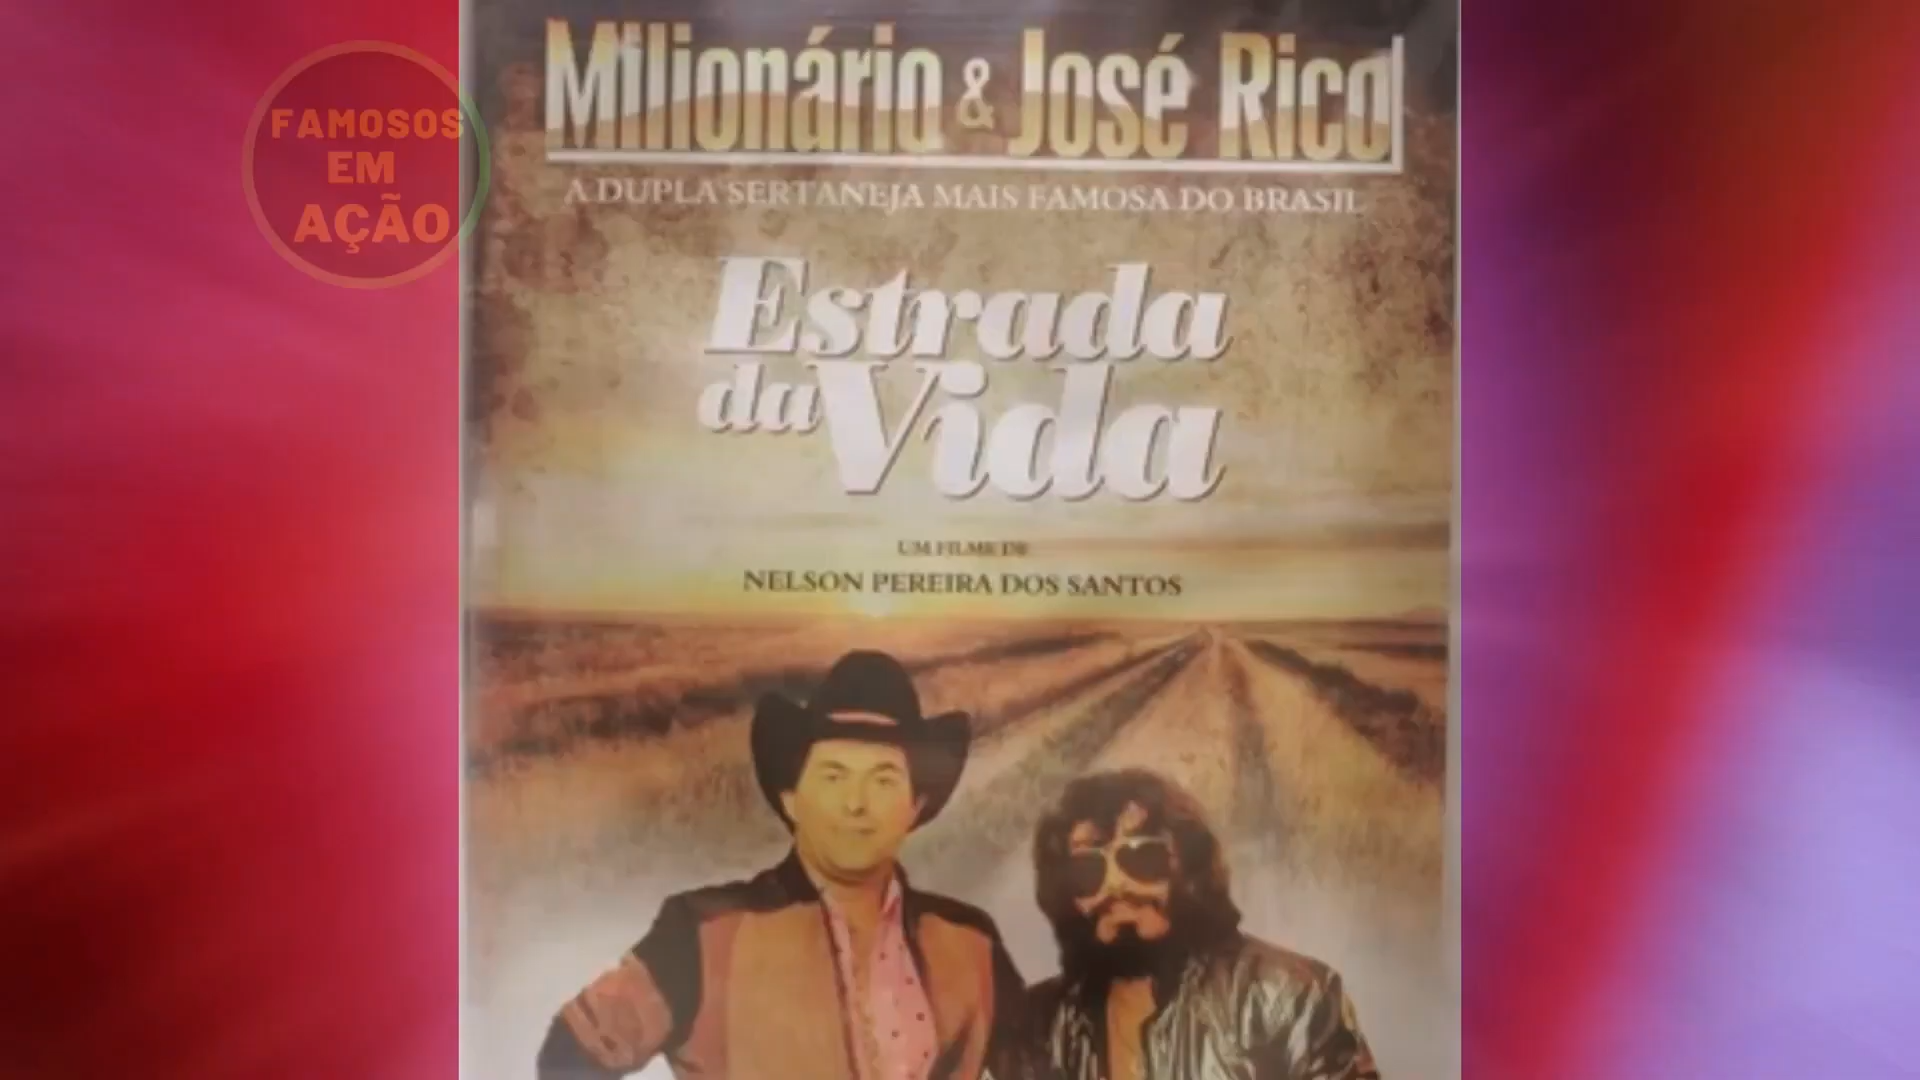 FAMOSOS
EM
AÇÃO
Milionário & José Rico
A DUPLA SERTANEJA MAIS FAMOSA DO BRASIL
Estrada
da Vida
UM FILME DE
NELSON PEREIRA DOS SANTOS